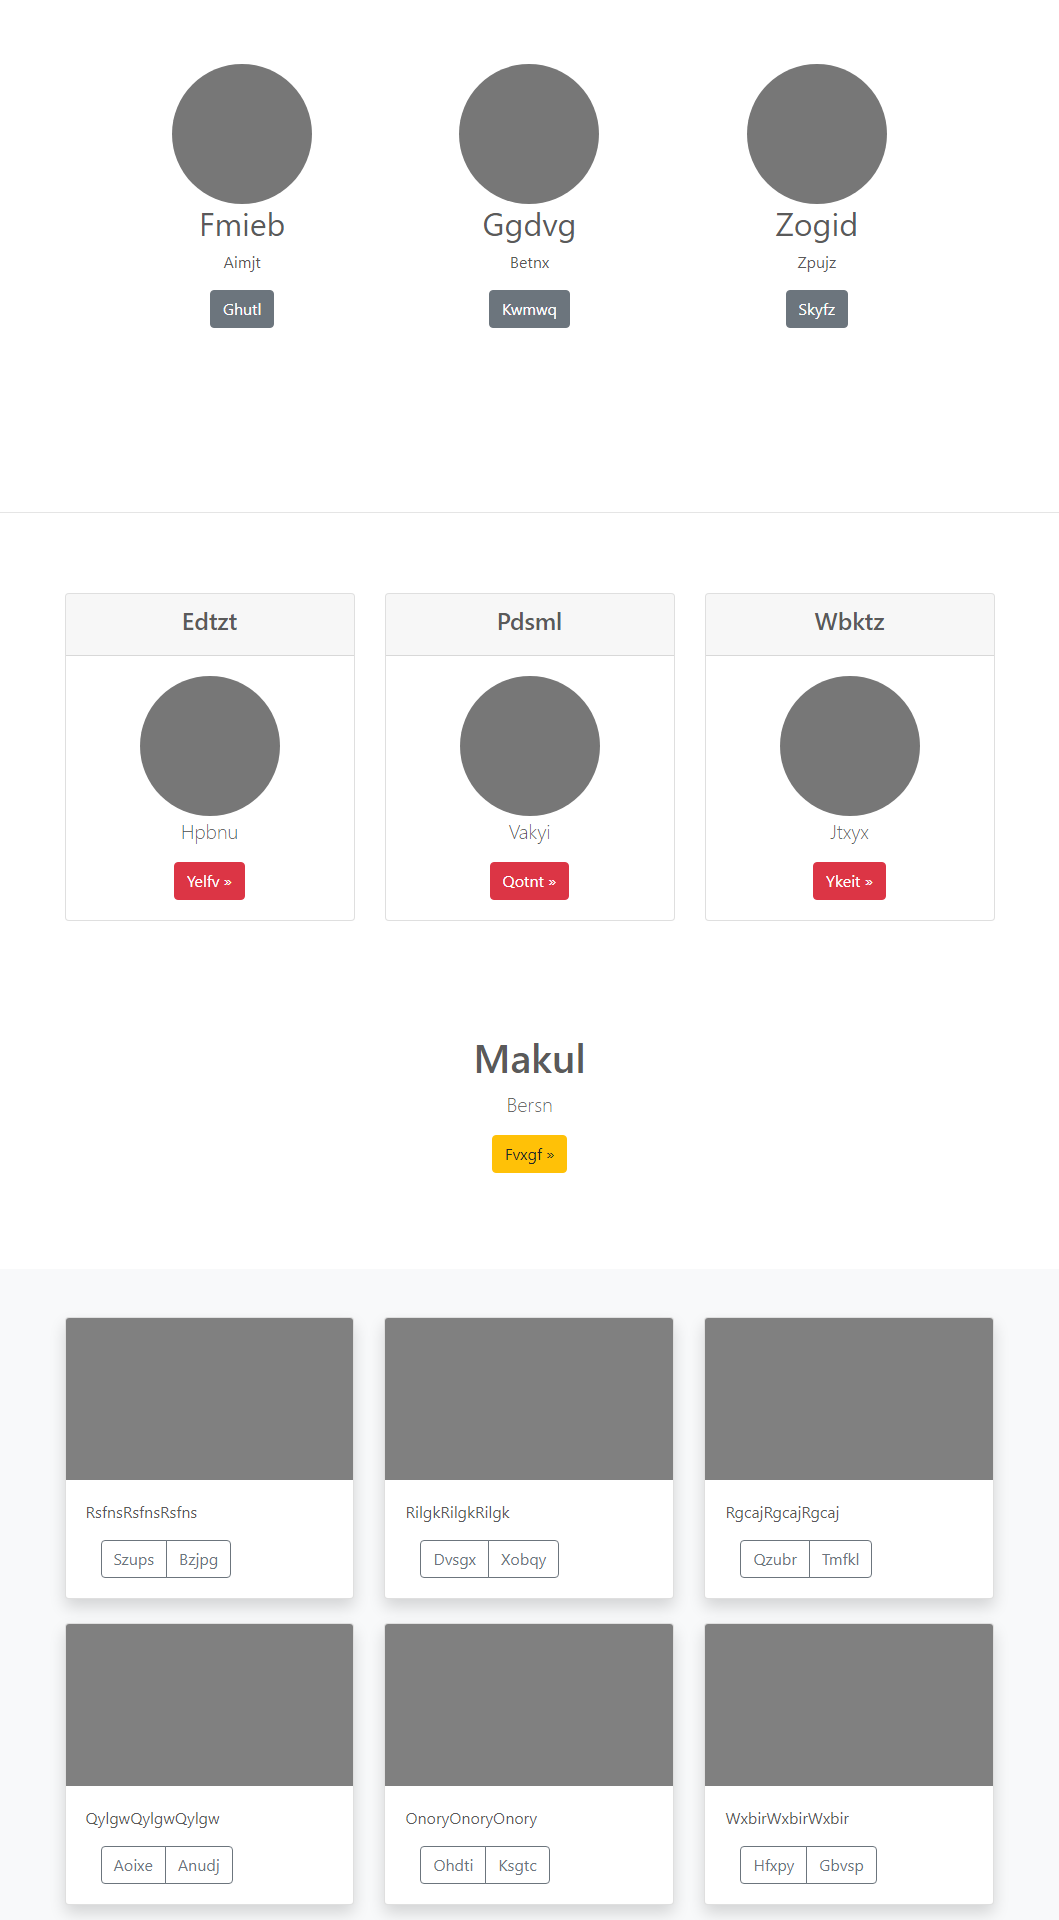 Fmieb
Aimjt
Ghutl
Ggdvg
Betnx
Kwmwq
Zogid
Zpujz
Skyfz
Edtzt
Hpbnu
Yelfv »
Pdsml
Vakyi
Qotnt »
Wbktz
Jtxyx
Ykeit »
Makul
Bersn
Fvxgf »
RsfnsRsfnsRsfns
Szups Bzjpg
RilgkRilgkRilgk
Dvsgx Xobqy
RgcajRgcajRgcaj
Qzubr Tmfkl
QylgwQylgwQylgw
Aoixe Anudj
OnoryOnoryOnory
Ohdti Ksgtc
WxbirWxbirWxbir
Hfxpy Gbvsp